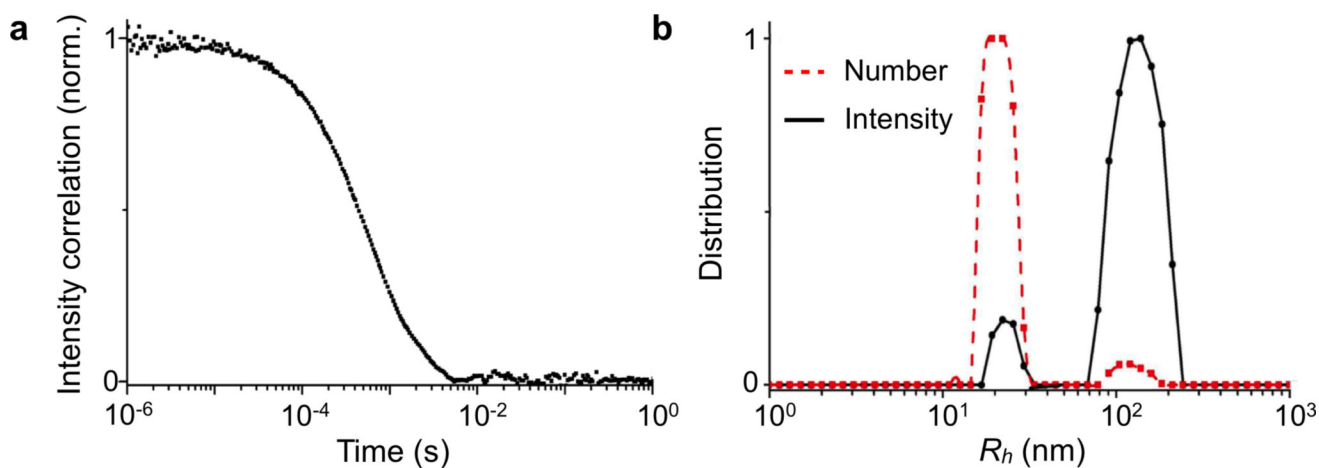 a
Intensity correlation (norm.)
1
0
10⁻⁶
10⁻⁴
10⁻²
10⁰
Time (s)
b
Distribution
1
0
Number
Intensity
10⁰
10¹
10²
10³
Rₕ (nm)